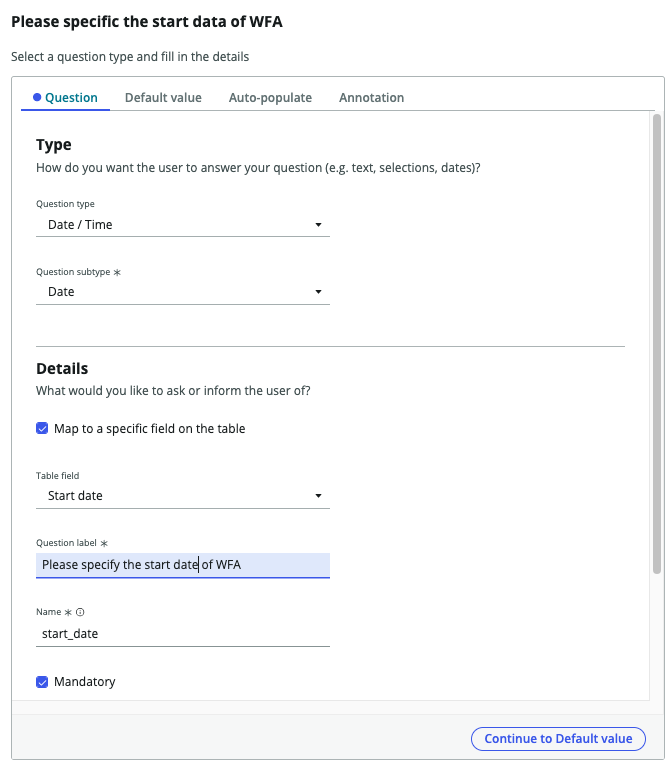 Please specific the start data of WFA
Select a question type and fill in the details
Question Default value Auto-populate Annotation
Type
How do you want the user to answer your question (e.g. text, selections, dates)?
Question type
Date / Time
Question subtype *
Date
Details
What would you like to ask or inform the user of?
Map to a specific field on the table
Table field
Start date
Question label *
Please specify the start date of WFA
Name *
start_date
Mandatory
Continue to Default value